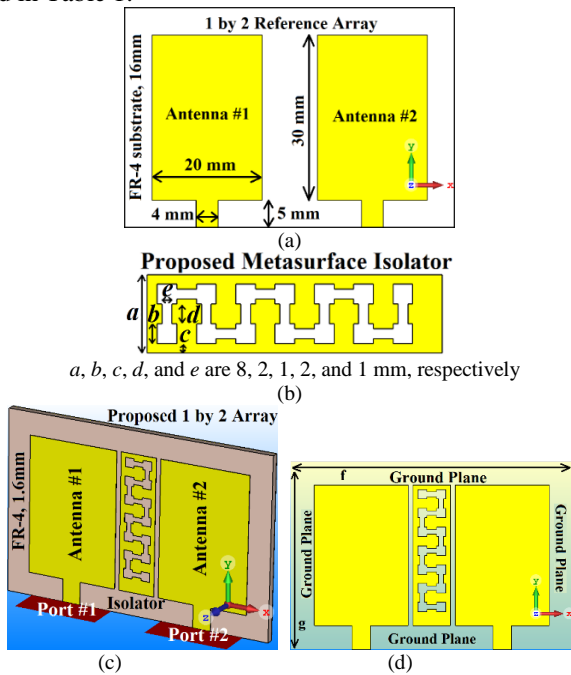 d in Table 1.
1 by 2 Reference Array
FR-4 substrate, 16mm
Antenna #1
Antenna #2
30 mm
20 mm
4 mm
5 mm
y
z
x
(a)
Proposed Metasurface Isolator
a
b
c
d
e
a, b, c, d, and e are 8, 2, 1, 2, and 1 mm, respectively
(b)
Proposed 1 by 2 Array
FR-4, 1.6mm
Antenna #1
Antenna #2
Isolator
Port #1
Port #2
y
z
x
(c)
f
Ground Plane
Ground Plane
Ground Plane
g
Ground Plane
y
z
x
(d)